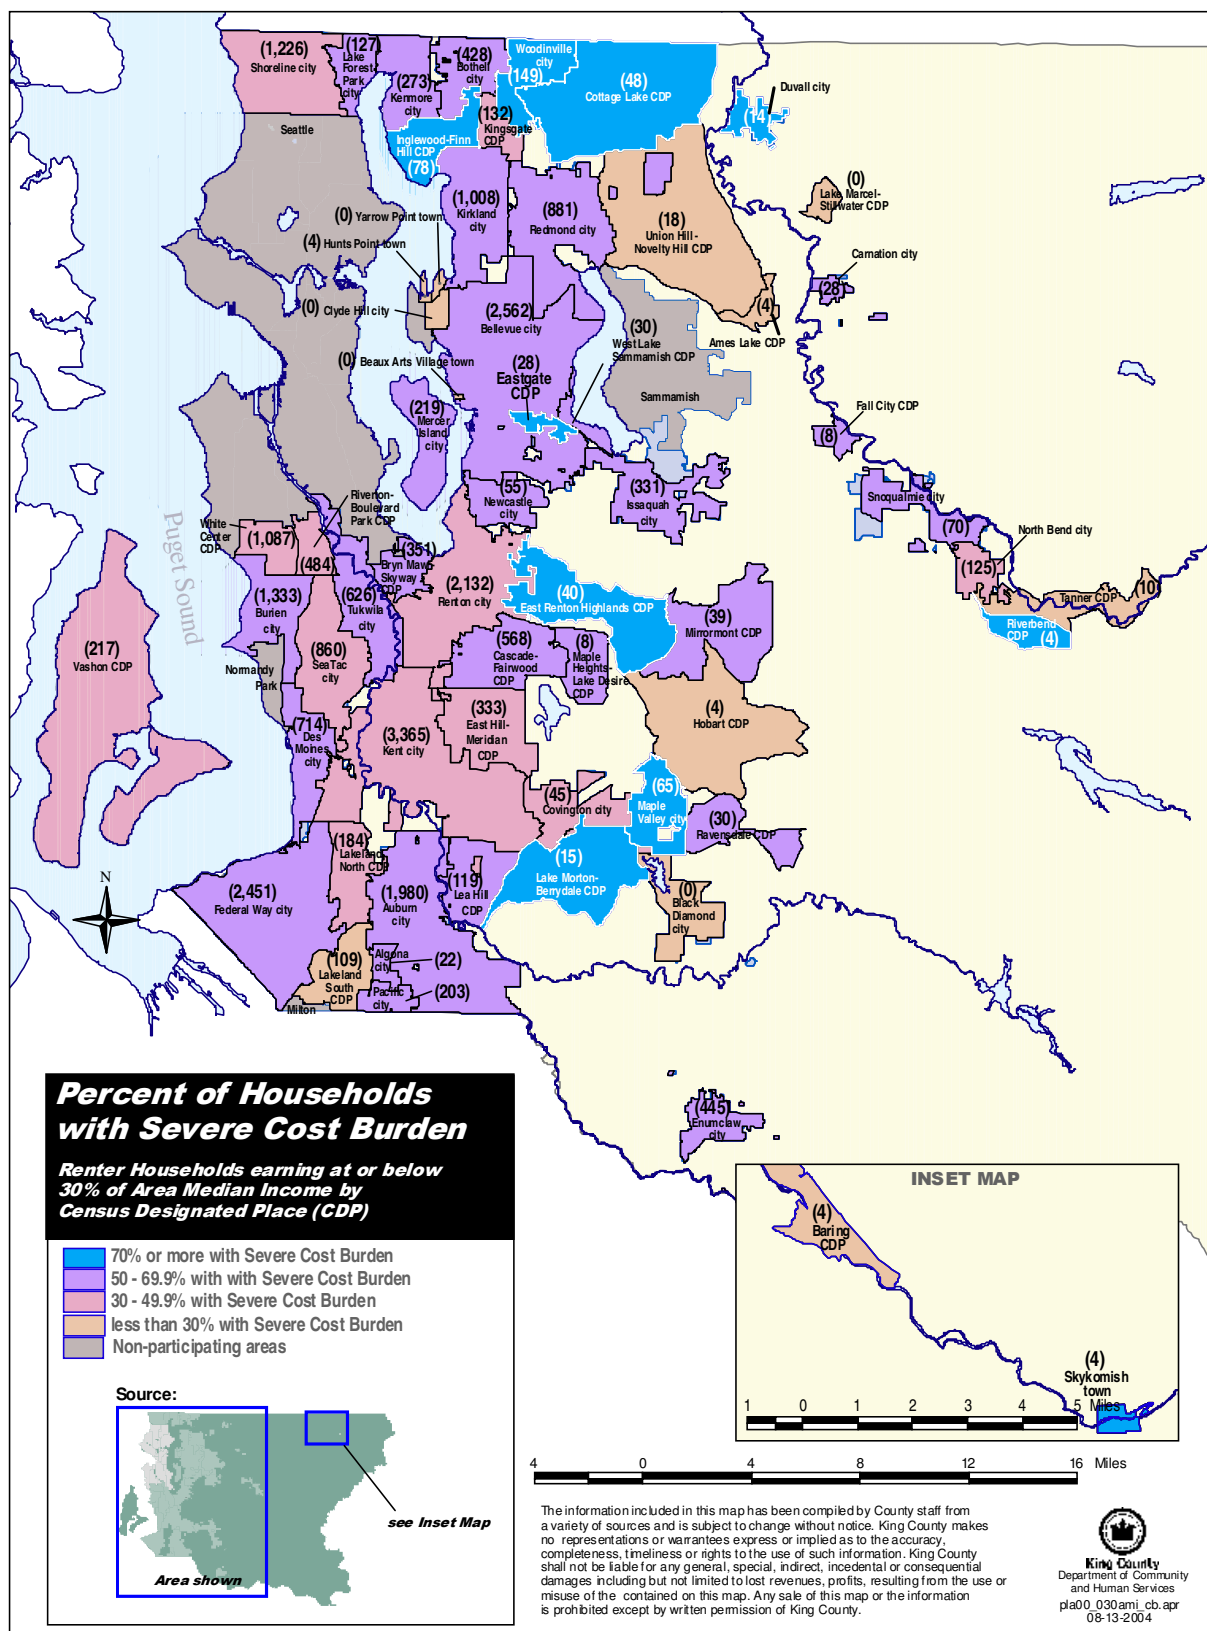 (1,226)
Shoreline city
(127)
Lake
Forest
Park
city
(273)
Kenmore
city
(428)
Bothell
city
Woodinville
city
(149)
(48)
Cottage Lake CDP
Duvall city
(14)
(132)
Kingsgate
CDP
Inglewood-Finn
Hill CDP
(78)
Seattle
(0)
Lake Marcel-
Stillwater CDP
(1,008)
Kirkland
city
(881)
Redmond city
(18)
Union Hill-
Novelty Hill CDP
(0) Yarrow Point town
(4) Hunts Point town
(0) Clyde Hill city
Carnation city
(28)
(4)
Ames Lake CDP
(2,562)
Bellevue city
(30)
West Lake
Sammamish CDP
(0) Beaux Arts Village town
(28)
Eastgate
CDP
Sammamish
(219)
Mercer
Island
city
Fall City CDP
(8)
(55)
Newcastle
city
(331)
Issaquah
city
Snoqualmie city
(70)
North Bend city
(125)
Tanner CDP
(10)
Riverbend
CDP
(4)
Puget Sound
Riverton-
Boulevard
Park CDP
White
Center
CDP
(1,087)
(484)
(351)
Bryn Mawr-
Skyway
CDP
(2,132)
Renton city
(40)
East Renton Highlands CDP
(39)
Mirrormont CDP
(1,333)
Burien
city
(626)
Tukwila
city
(568)
Cascade-
Fairwood
CDP
(8)
Maple
Heights-
Lake Desire
CDP
(217)
Vashon CDP
(860)
SeaTac
city
Normandy
Park
(4)
Hobart CDP
(714)
Des
Moines
city
(3,365)
Kent city
(333)
East Hill-
Meridian
CDP
(45)
Covington city
(65)
Maple
Valley city
(30)
Ravensdale CDP
(184)
Lakeland
North CDP
(15)
Lake Morton-
Berrydale CDP
(2,451)
Federal Way city
(1,980)
Auburn
city
(119)
Lea Hill
CDP
(0)
Black
Diamond
city
N
(109)
Lakeland
South
CDP
Algona
city
(22)
Pacific
city
(203)
Milton
(445)
Enumclaw
city
Percent of Households
with Severe Cost Burden
Renter Households earning at or below
30% of Area Median Income by
Census Designated Place (CDP)
70% or more with Severe Cost Burden
50 - 69.9% with with Severe Cost Burden
30 - 49.9% with Severe Cost Burden
less than 30% with Severe Cost Burden
Non-participating areas
Source:
see Inset Map
Area shown
INSET MAP
(4)
Baring
CDP
(4)
Skykomish
town
1 0 1 2 3 4 5 Miles
4 0 4 8 12 16 Miles
The information included in this map has been compiled by County staff from
a variety of sources and is subject to change without notice. King County makes
no representations or warrantees express or implied as to the accuracy,
completeness, timeliness or rights to the use of such information. King County
shall not be liable for any general, special, indirect, incedental or consequential
damages including but not limited to lost revenues, profits, resulting from the use or
misuse of the contained on this map. Any sale of this map or the information
is prohibited except by written permission of King County.
King County
Department of Community
and Human Services
pla00_030ami_cb.apr
08-13-2004